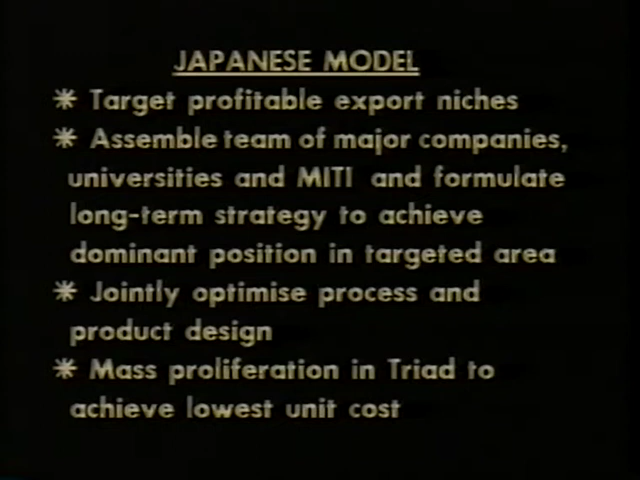 JAPANESE MODEL
* Target profitable export niches
* Assemble team of major companies,
universities and MITI and formulate
long-term strategy to achieve
dominant position in targeted area
* Jointly optimise process and
product design
* Mass proliferation in Triad to
achieve lowest unit cost